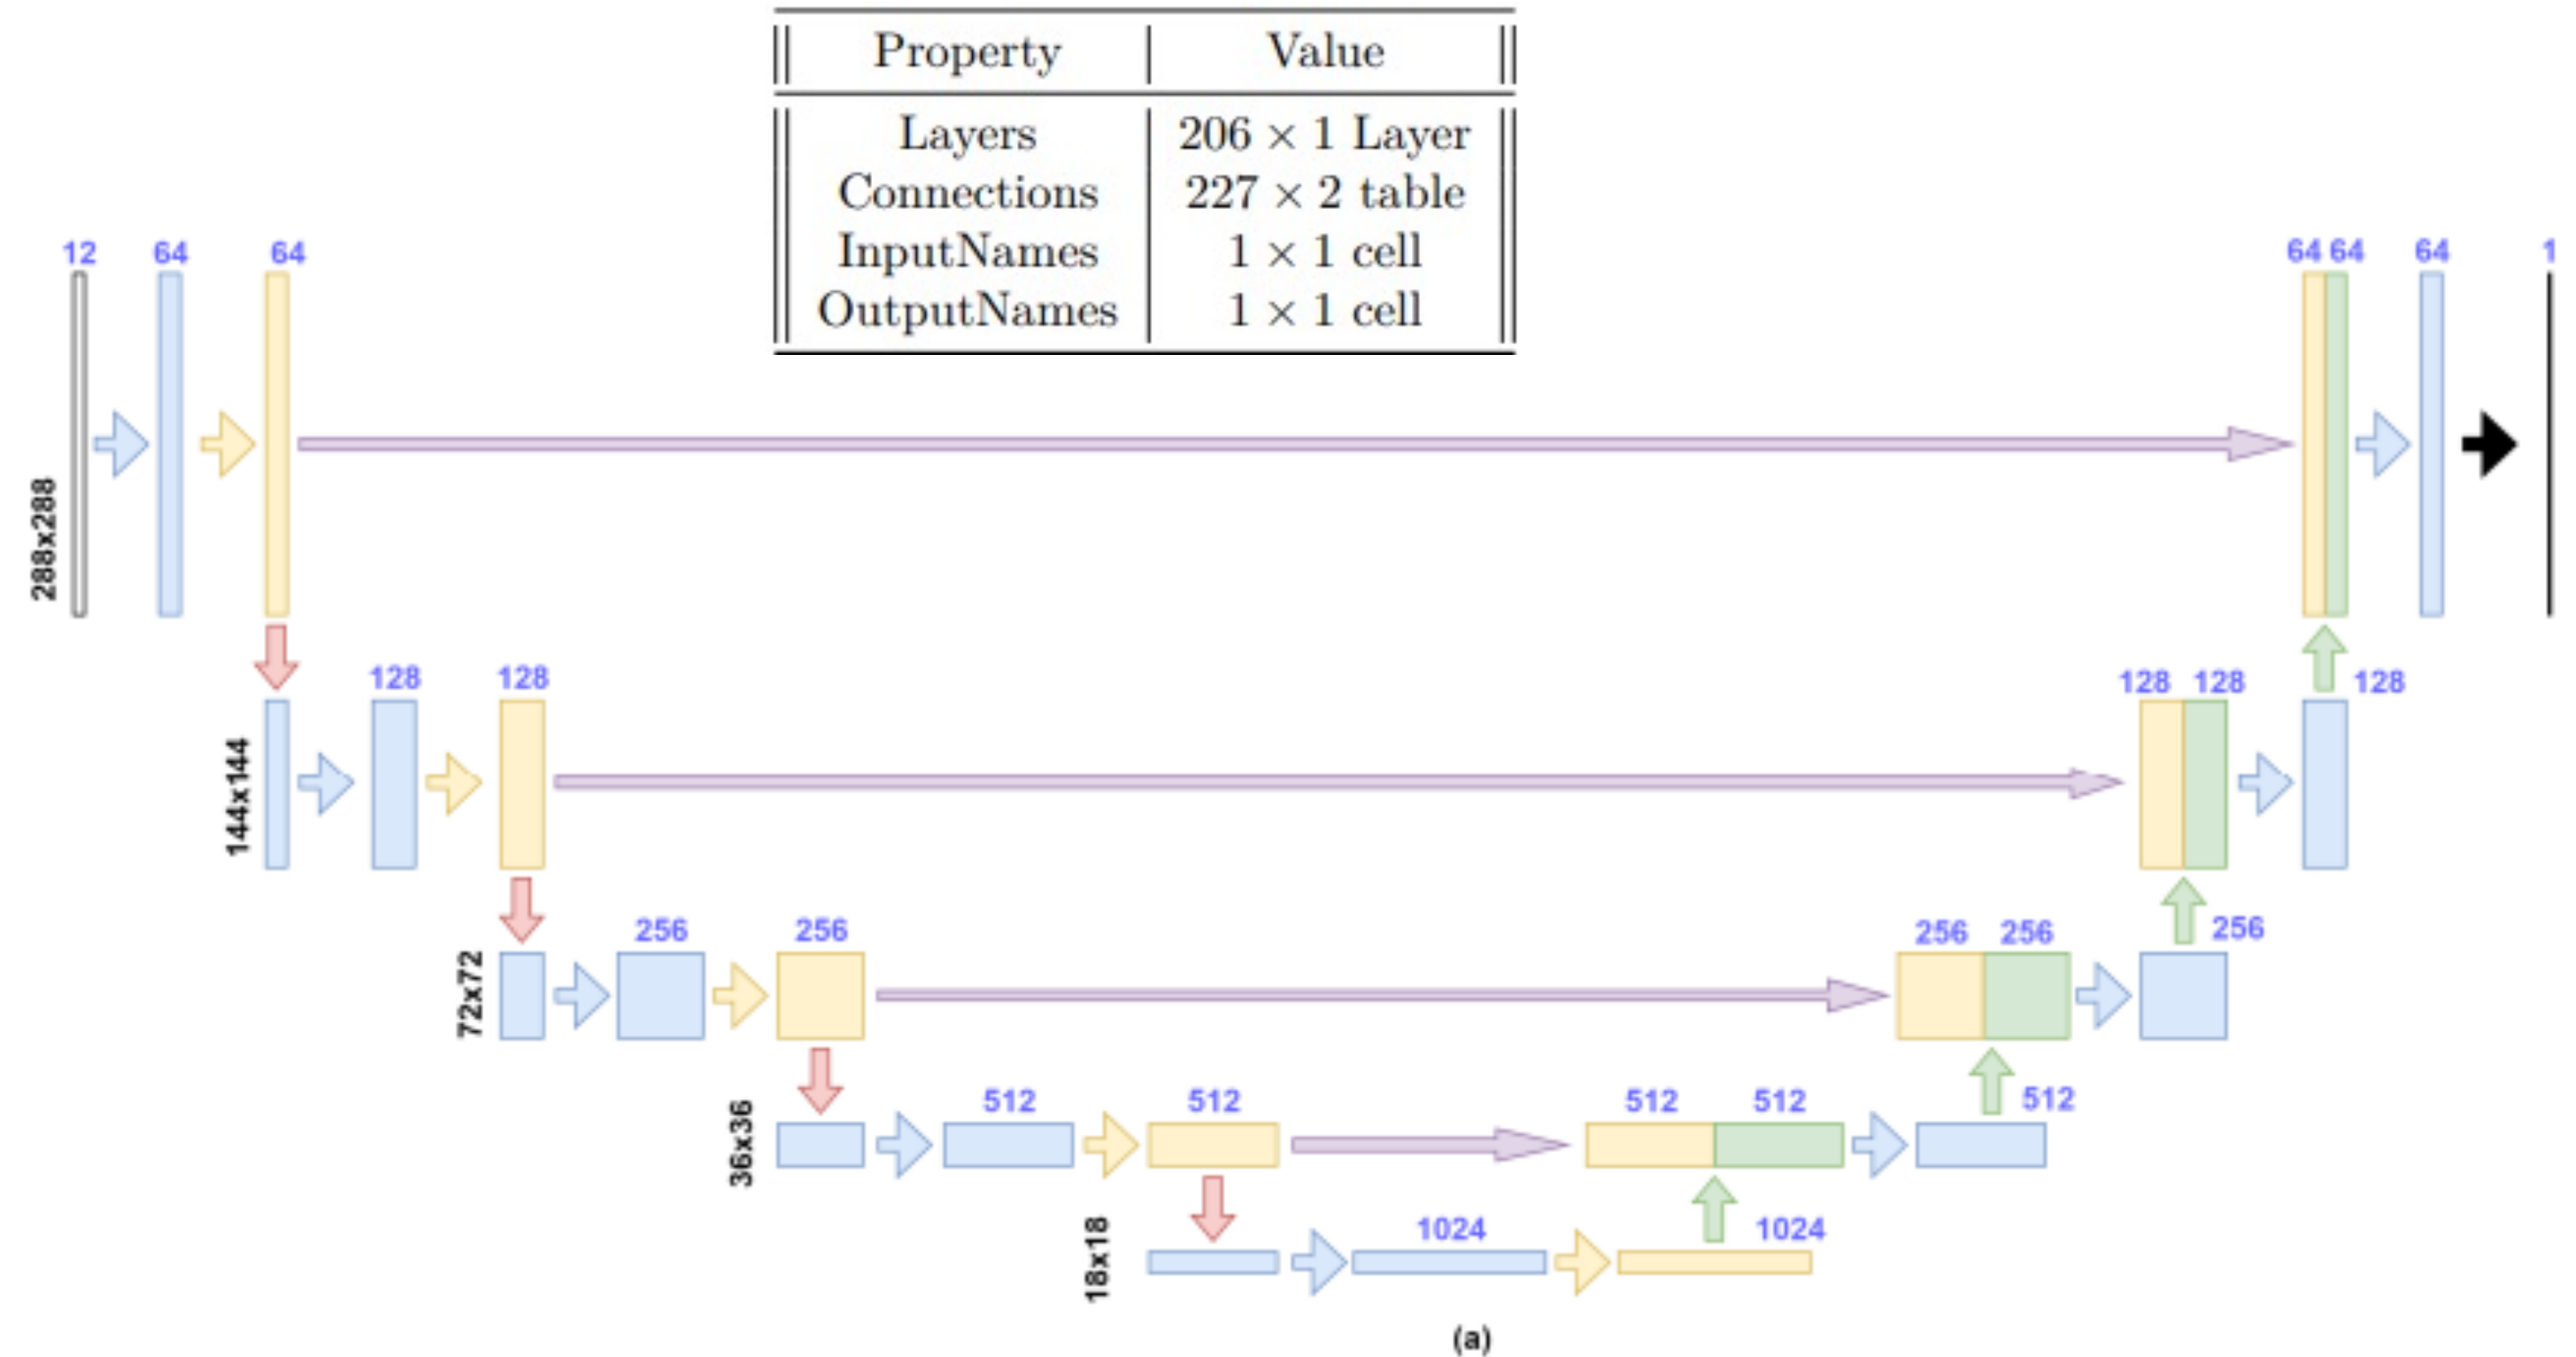 Property Value
Layers 206 × 1 Layer
Connections 227 × 2 table
InputNames 1 × 1 cell
OutputNames 1 × 1 cell
12 64 64 64 64 64 1
288x288
128 128 128 128 128
144x144
256 256 256 256 256
72x72
512 512 512 512 512
36x36
1024 1024
18x18
(a)